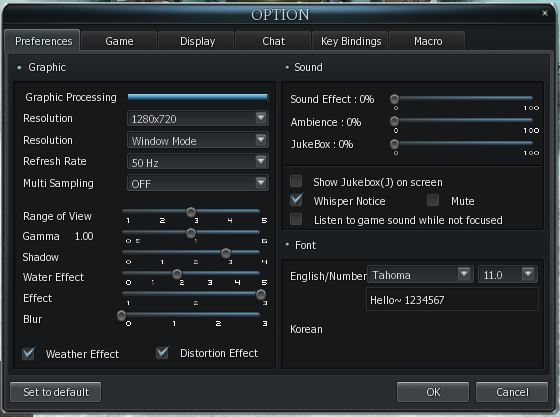 OPTION
Preferences Game Display Chat Key Bindings Macro
Graphic
Graphic Processing
Resolution 1280x720
Resolution Window Mode
Refresh Rate 50 Hz
Multi Sampling OFF
Range of View
1 2 3 4 5
Gamma 1.00
0 5 1 6
Shadow
0 1 2 3 4
Water Effect
0 1 2 3 4 5
Effect
1 2 3
Blur
0 1 2 3
Weather Effect Distortion Effect
Sound
Sound Effect : 0%
0 100
Ambience : 0%
0 100
JukeBox : 0%
0 100
Show Jukebox(J) on screen
Whisper Notice Mute
Listen to game sound while not focused
Font
English/Number Tahoma 11.0
Hello~ 1234567
Korean
Set to default OK Cancel